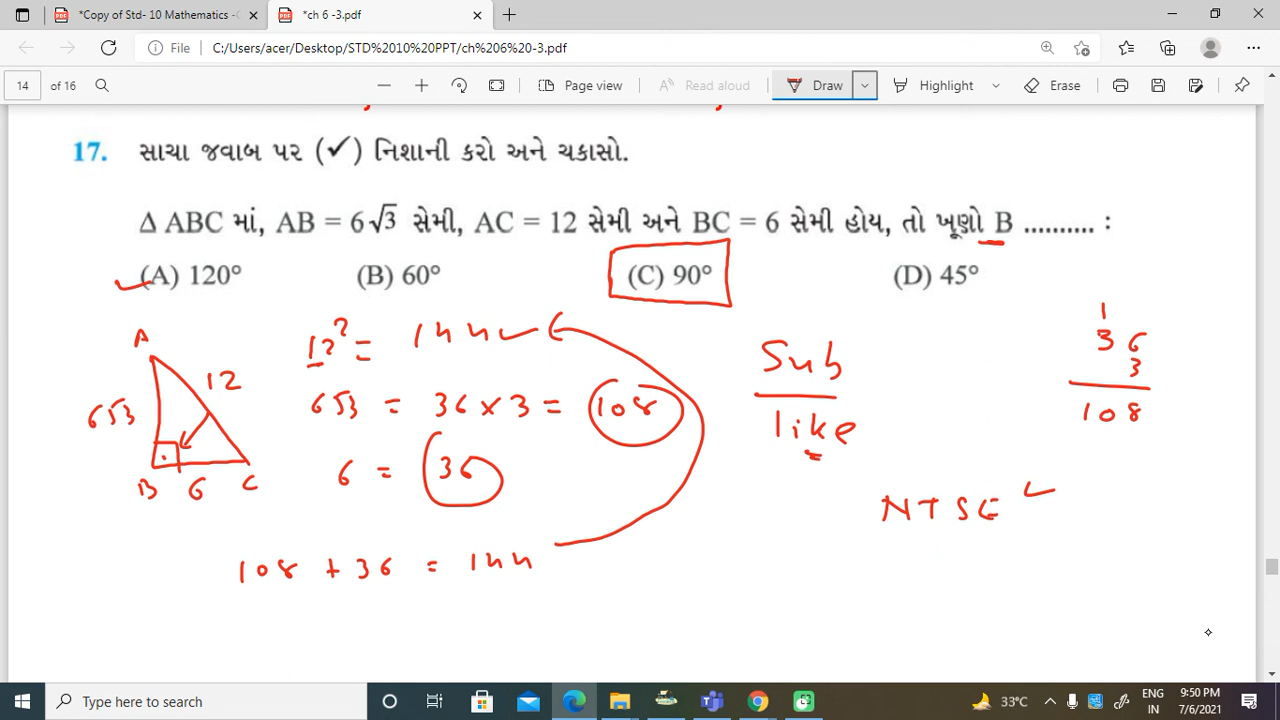 *Copy of Std- 10 Mathematics -
*ch 6 -3.pdf
File C:/Users/acer/Desktop/STD%2010%20PPT/ch%206%20-3.pdf
14 of 16 Page view Read aloud Draw Highlight Erase
17. સાચા જવાબ પર (✓) નિશાની કરો અને ચકાસો.
Δ ABC માં, AB = 6√3 સેમી, AC = 12 સેમી અને BC = 6 સેમી હોય, તો ખૂણો B .......... :
(A) 120° (B) 60° (C) 90° (D) 45°
A
12
6√3
B 6 C
12² = 144
6√3 = 36 × 3 = 108
6 = 36
108 + 36 = 144
Sub
like
1
36
3
108
NTSE
Type here to search
33°C
ENG
IN
9:50 PM
7/6/2021